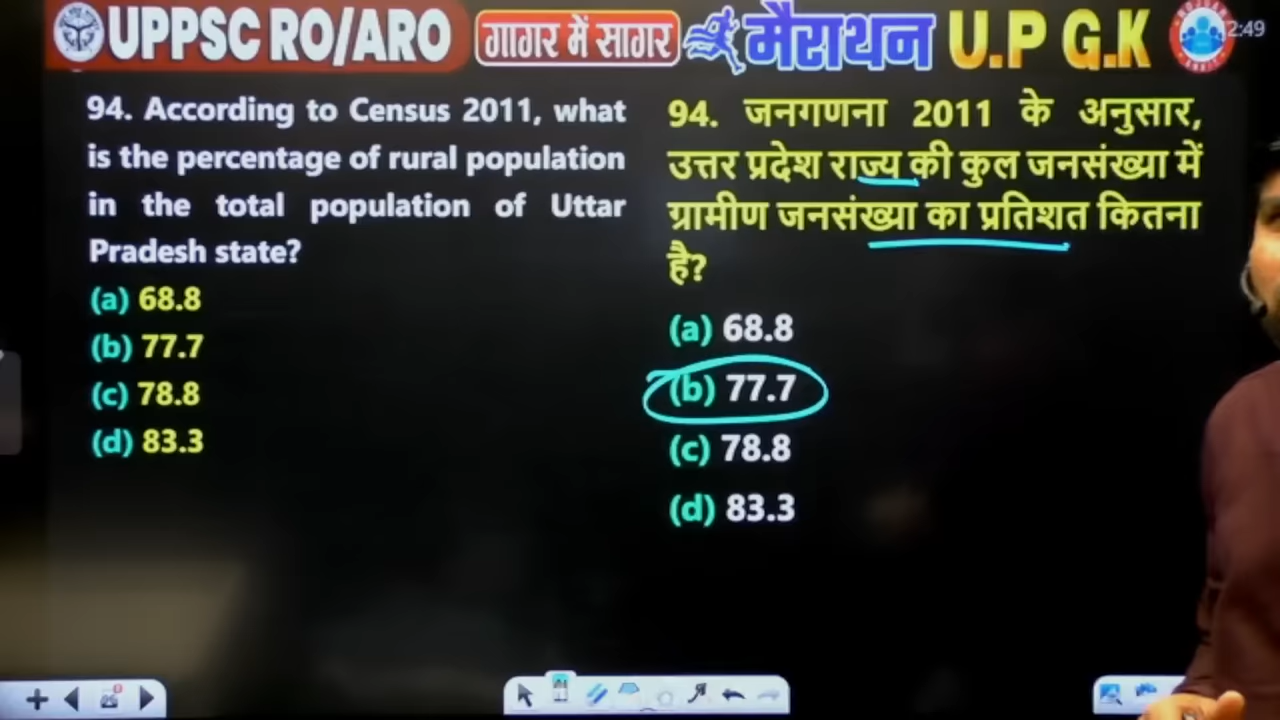 UPPSC RO/ARO गागर में सागर मैराथन U.P G.K
2:49
94. According to Census 2011, what
is the percentage of rural population
in the total population of Uttar
Pradesh state?
(a) 68.8
(b) 77.7
(c) 78.8
(d) 83.3
94. जनगणना 2011 के अनुसार,
उत्तर प्रदेश राज्य की कुल जनसंख्या में
ग्रामीण जनसंख्या का प्रतिशत कितना
है?
(a) 68.8
(b) 77.7
(c) 78.8
(d) 83.3